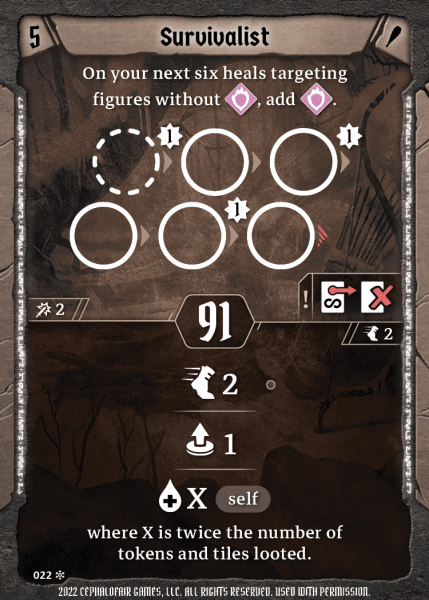 5
Survivalist
On your next six heals targeting
figures without , add .
1
1
1
2
91
!
2
2
1
X self
where X is twice the number of
tokens and tiles looted.
022
2022 CEPHALOFAIR GAMES, LLC. ALL RIGHTS RESERVED. USED WITH PERMISSION.